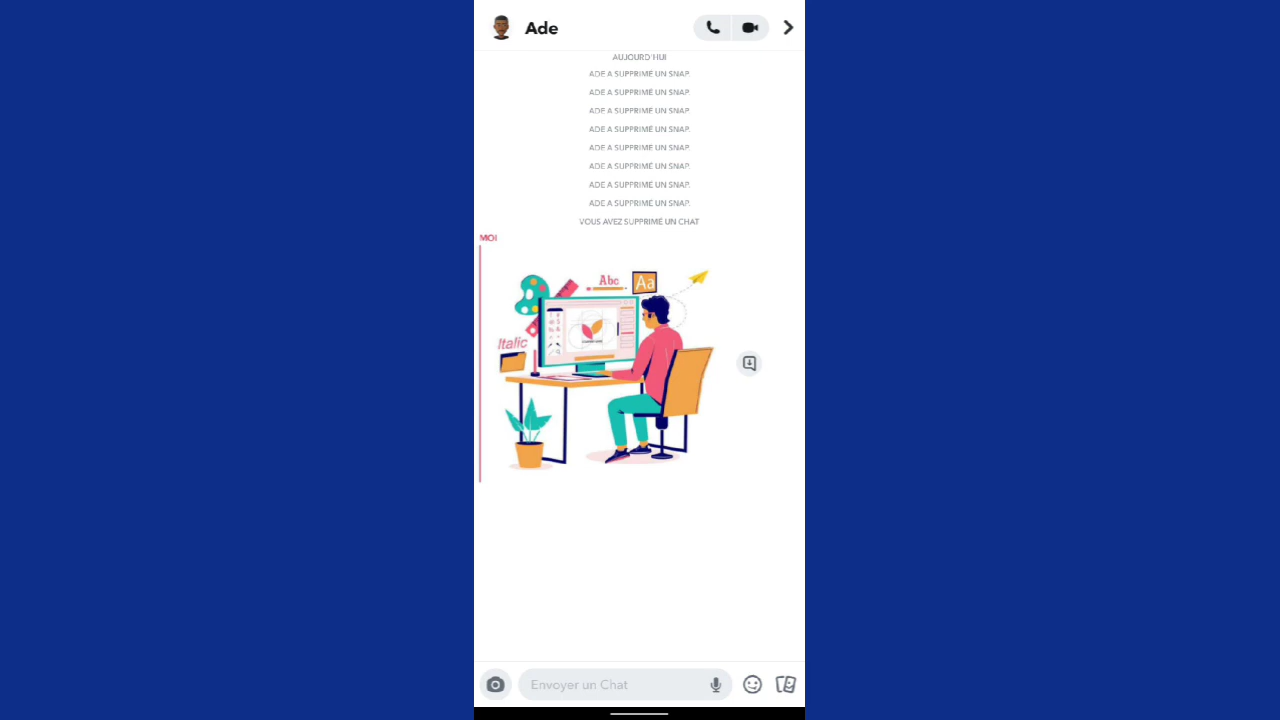 Ade
AUJOURD'HUI
ADE A SUPPRIMÉ UN SNAP.
ADE A SUPPRIMÉ UN SNAP.
ADE A SUPPRIMÉ UN SNAP.
ADE A SUPPRIMÉ UN SNAP.
ADE A SUPPRIMÉ UN SNAP.
ADE A SUPPRIMÉ UN SNAP.
ADE A SUPPRIMÉ UN SNAP.
ADE A SUPPRIMÉ UN SNAP.
VOUS AVEZ SUPPRIMÉ UN CHAT
MOI
Abc
Aa
Italic
Envoyer un Chat